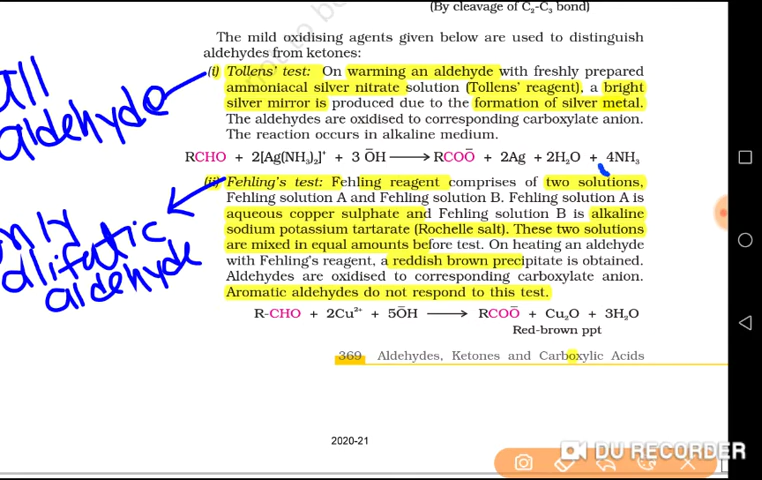 (By cleavage of C₂-C₃ bond)
The mild oxidising agents given below are used to distinguish
aldehydes from ketones:
(i) Tollens' test: On warming an aldehyde with freshly prepared
ammoniacal silver nitrate solution (Tollens' reagent), a bright
silver mirror is produced due to the formation of silver metal.
The aldehydes are oxidised to corresponding carboxylate anion.
The reaction occurs in alkaline medium.
all
aldehyde
RCHO + 2[Ag(NH₃)₂]⁺ + 3 ŌH ⟶ RCOŌ + 2Ag + 2H₂O + 4NH₃
(ii) Fehling's test: Fehling reagent comprises of two solutions,
Fehling solution A and Fehling solution B. Fehling solution A is
aqueous copper sulphate and Fehling solution B is alkaline
sodium potassium tartarate (Rochelle salt). These two solutions
are mixed in equal amounts before test. On heating an aldehyde
with Fehling's reagent, a reddish brown precipitate is obtained.
Aldehydes are oxidised to corresponding carboxylate anion.
Aromatic aldehydes do not respond to this test.
alifatic
aldehyde
R-CHO + 2Cu²⁺ + 5ŌH ⟶ RCOŌ + Cu₂O + 3H₂O
Red-brown ppt
369 Aldehydes, Ketones and Carboxylic Acids
2020-21
DU RECORDER